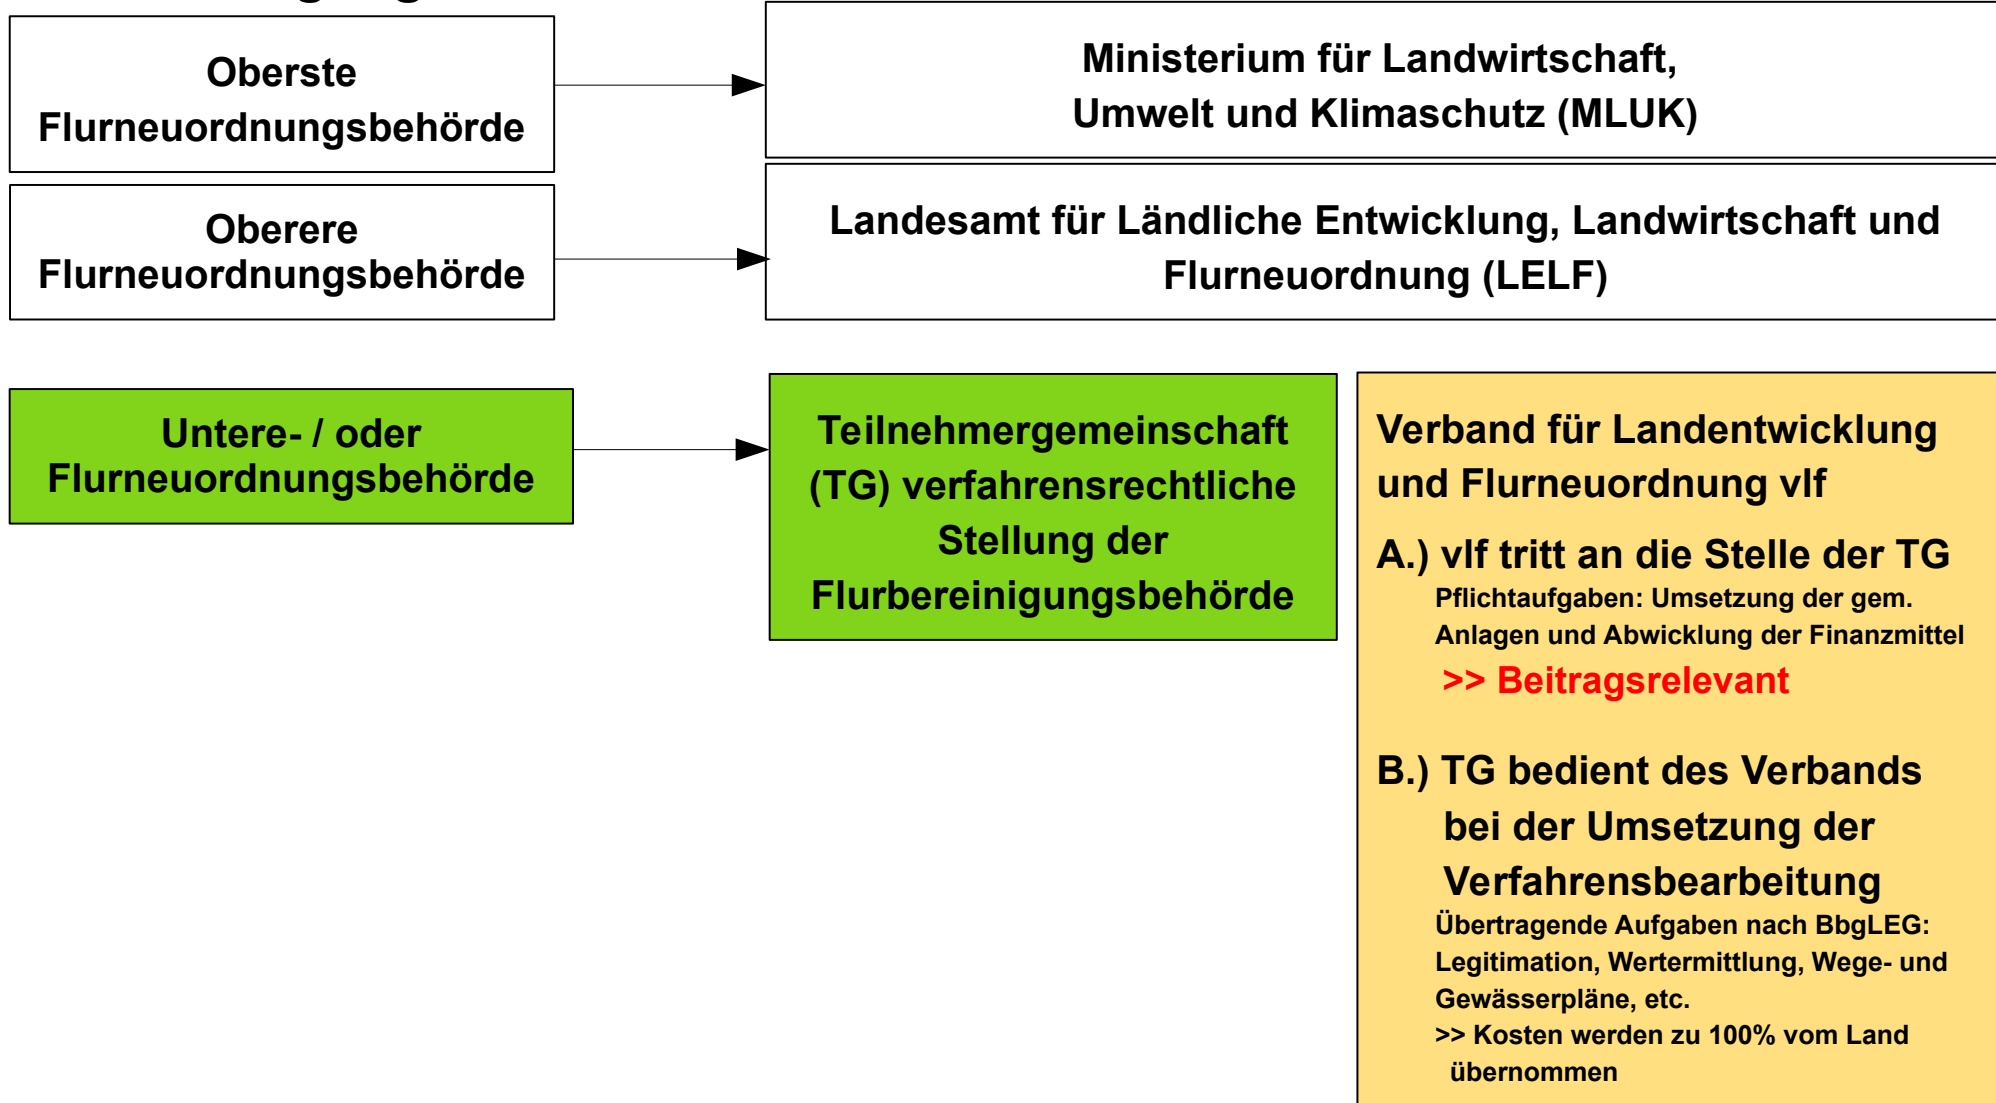 Oberste
Flurneuordnungsbehörde
Ministerium für Landwirtschaft,
Umwelt und Klimaschutz (MLUK)
Oberere
Flurneuordnungsbehörde
Landesamt für Ländliche Entwicklung, Landwirtschaft und
Flurneuordnung (LELF)
Untere- / oder
Flurneuordnungsbehörde
Teilnehmergemeinschaft
(TG) verfahrensrechtliche
Stellung der
Flurbereinigungsbehörde
Verband für Landentwicklung
und Flurneuordnung vlf
A.) vlf tritt an die Stelle der TG
Pflichtaufgaben: Umsetzung der gem.
Anlagen und Abwicklung der Finanzmittel
>> Beitragsrelevant
B.) TG bedient des Verbands
bei der Umsetzung der
Verfahrensbearbeitung
Übertragende Aufgaben nach BbgLEG:
Legitimation, Wertermittlung, Wege- und
Gewässerpläne, etc.
>> Kosten werden zu 100% vom Land
übernommen